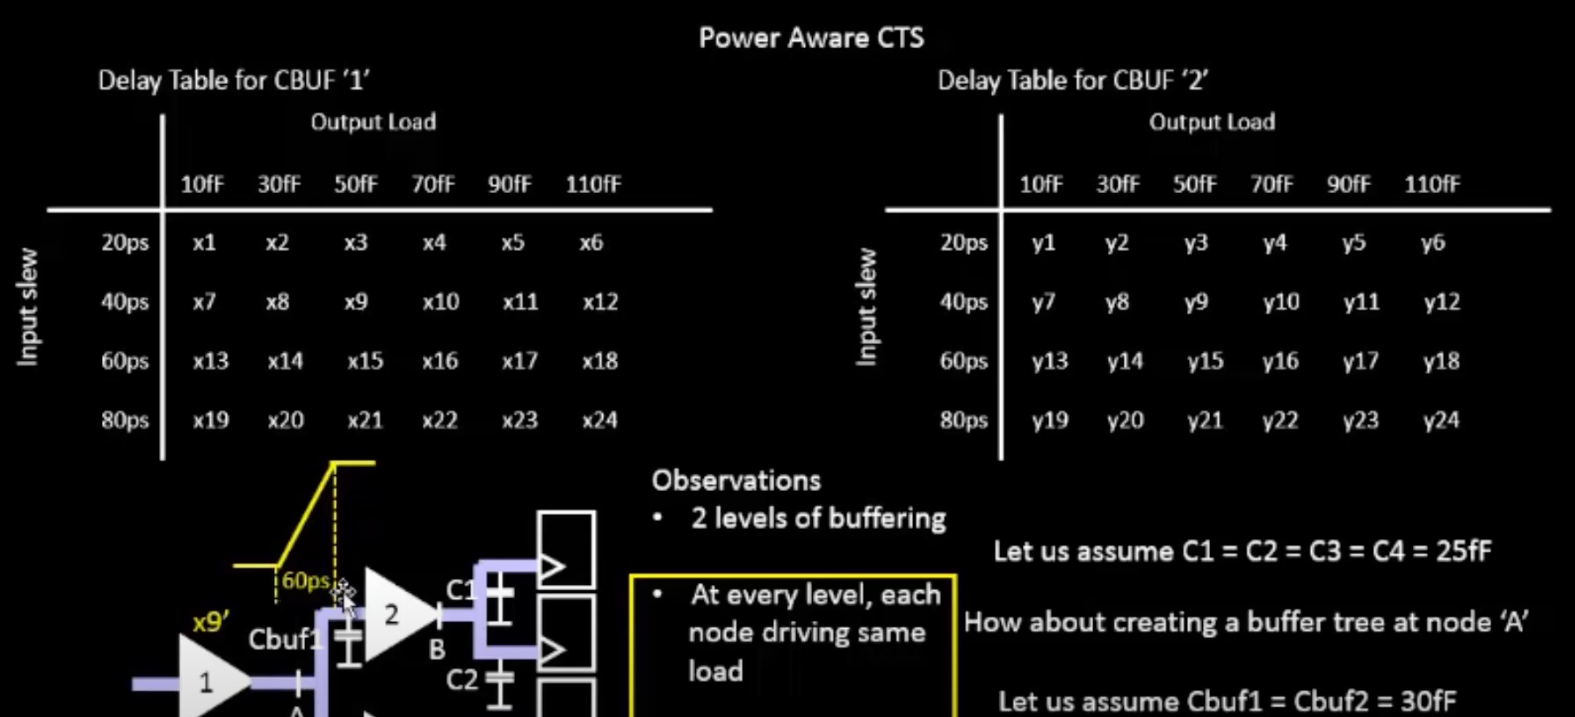 Power Aware CTS
Delay Table for CBUF '1'
Output Load
10fF 30fF 50fF 70fF 90fF 110fF
Input slew
20ps x1 x2 x3 x4 x5 x6
40ps x7 x8 x9 x10 x11 x12
60ps x13 x14 x15 x16 x17 x18
80ps x19 x20 x21 x22 x23 x24
Delay Table for CBUF '2'
Output Load
10fF 30fF 50fF 70fF 90fF 110fF
Input slew
20ps y1 y2 y3 y4 y5 y6
40ps y7 y8 y9 y10 y11 y12
60ps y13 y14 y15 y16 y17 y18
80ps y19 y20 y21 y22 y23 y24
60ps
x9'
Cbuf1
1
A
2
B
C1
C2
Observations
• 2 levels of buffering
• At every level, each
node driving same
load
Let us assume C1 = C2 = C3 = C4 = 25fF
How about creating a buffer tree at node 'A'
Let us assume Cbuf1 = Cbuf2 = 30fF